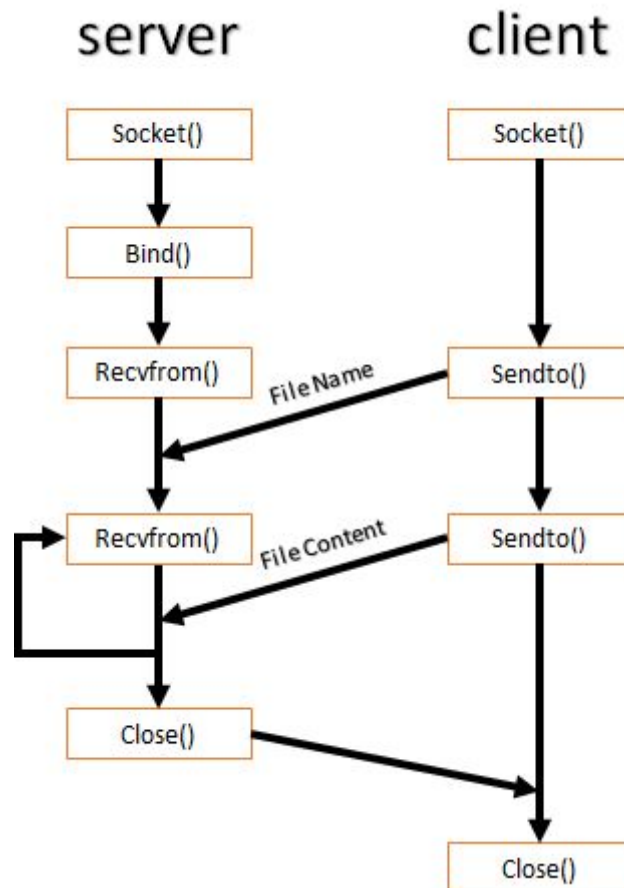 server client
Socket() Socket()
Bind()
Recvfrom() File Name Sendto()
Recvfrom() File Content Sendto()
Close()
Close()